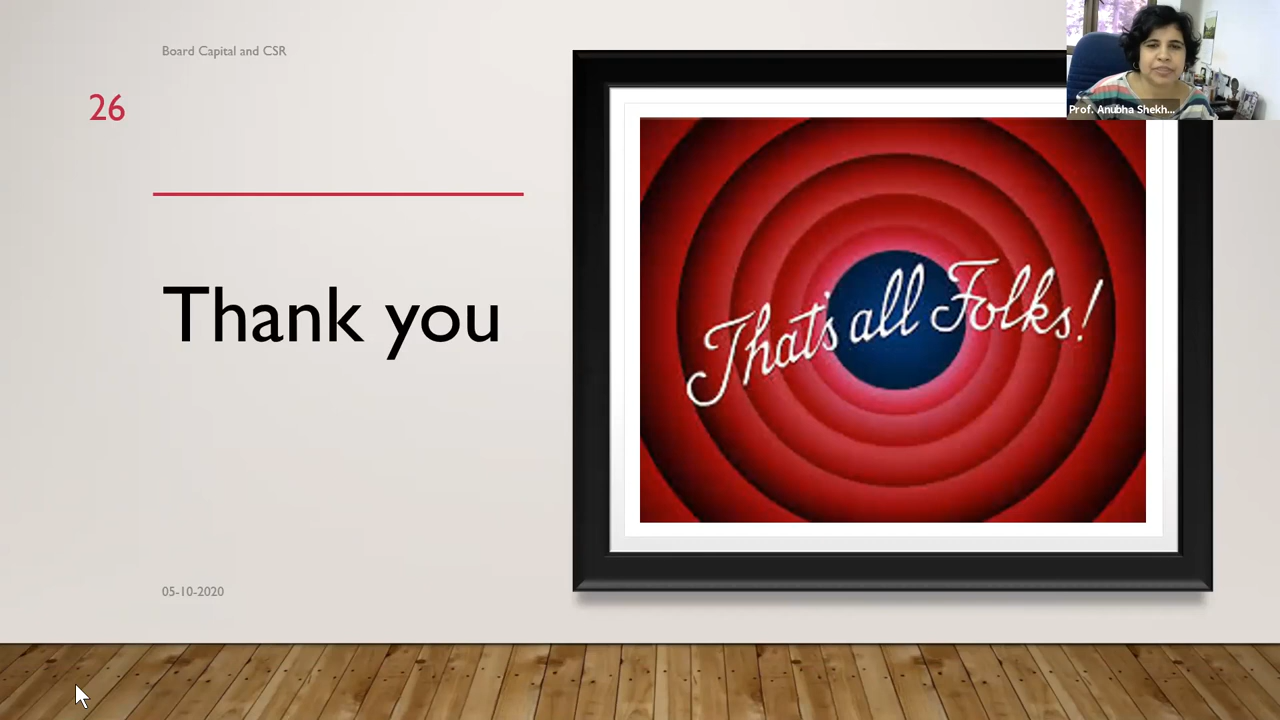 Board Capital and CSR
26
Thank you
That's all Folks!
Prof. Anubha Shekh...
05-10-2020